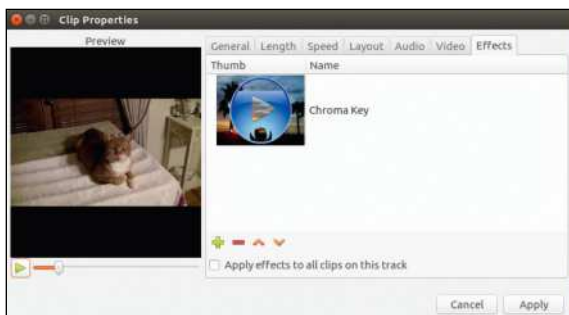 Clip Properties
Preview
General Length Speed Layout Audio Video Effects
Thumb Name
Chroma Key
Apply effects to all clips on this track
Cancel Apply